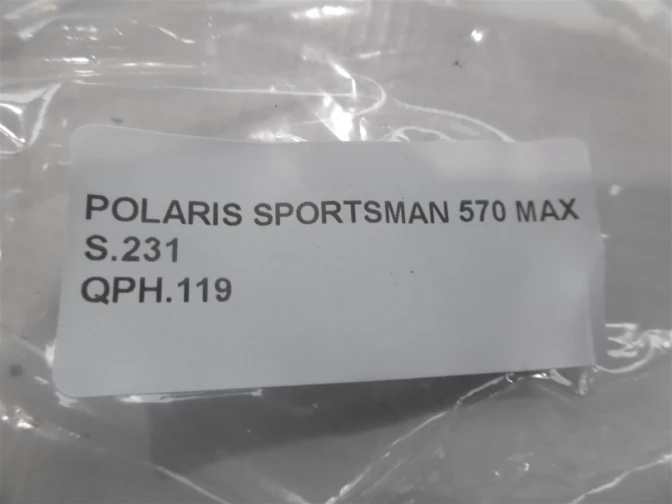 POLARIS SPORTSMAN 570 MAX
S.231
QPH.119